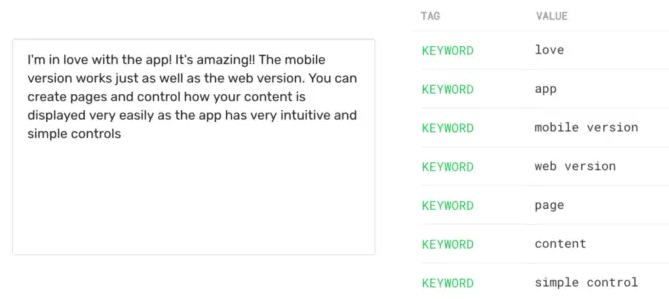 I'm in love with the app! It's amazing!! The mobile
version works just as well as the web version. You can
create pages and control how your content is
displayed very easily as the app has very intuitive and
simple controls
TAG VALUE
KEYWORD love
KEYWORD app
KEYWORD mobile version
KEYWORD web version
KEYWORD page
KEYWORD content
KEYWORD simple control